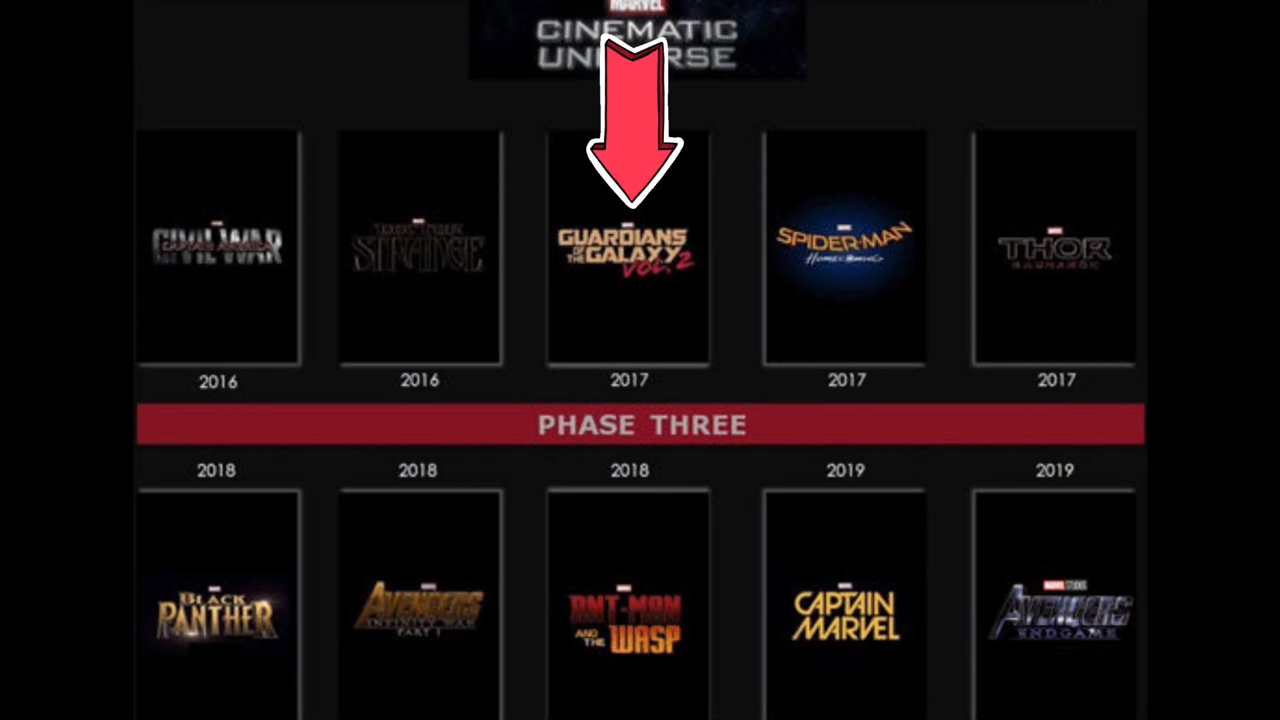 MARVEL
CINEMATIC
UNI RSE
CIVIL WAR
CAPTAIN AMERICA
DOCTOR
STRANGE
GUARDIANS
OF THE GALAXY
VOL. 2
SPIDER-MAN
HOMECOMING
THOR
RAGNAROK
2016
2016
2017
2017
2017
PHASE THREE
2018
2018
2018
2019
2019
BLACK
PANTHER
AVENGERS
INFINITY WAR
PART 1
ANT-MAN
AND THE WASP
CAPTAIN
MARVEL
MARVEL STUDIOS
AVENGERS
ENDGAME